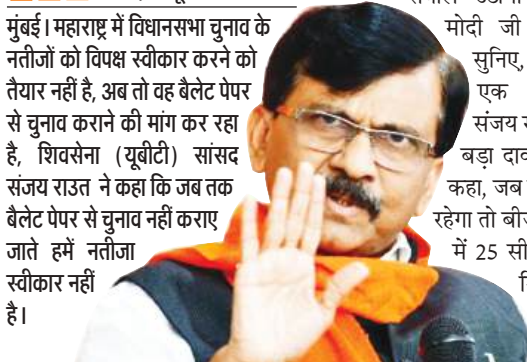 मुंबई। महाराष्ट्र में विधानसभा चुनाव के
नतीजों को विपक्ष स्वीकार करने को
तैयार नहीं है, अब तो वह बैलेट पेपर
से चुनाव कराने की मांग कर रहा
है, शिवसेना (यूबीटी) सांसद
संजय राउत ने कहा कि जब तक
बैलेट पेपर से चुनाव नहीं कराए
जाते हमें नतीजा
स्वीकार नहीं
है।
मोदी जी
सुनिए,
एक
संजय
बड़ा
कहा, जब
रहेगा तो
में 25